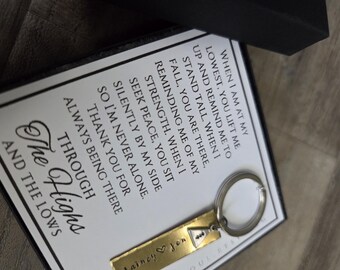 WHEN I AM AT MY
LOWEST, YOU LIFT ME
UP AND REMIND ME TO
STAND TALL. WHEN I
FALL, YOU ARE THERE,
REMINDING ME OF MY
STRENGTH. WHEN I
SEEK PEACE, YOU SIT
SILENTLY BY MY SIDE
SO I'M NEVER ALONE.
THANK YOU FOR
ALWAYS BEING THERE
THROUGH
The Highs
AND THE LOWS